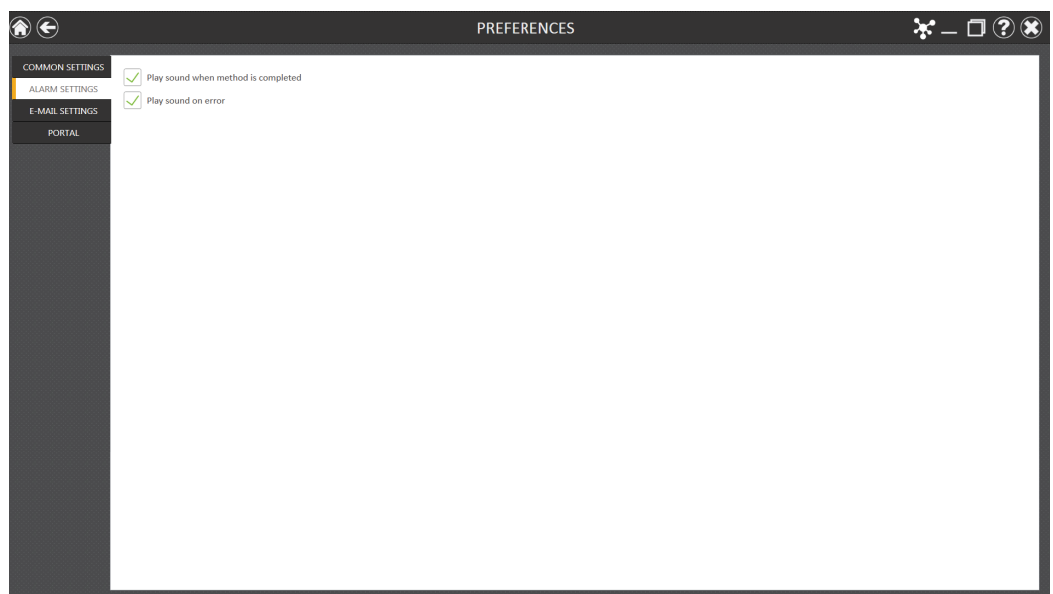 PREFERENCES
COMMON SETTINGS
ALARM SETTINGS
E-MAIL SETTINGS
PORTAL
Play sound when method is completed
Play sound on error